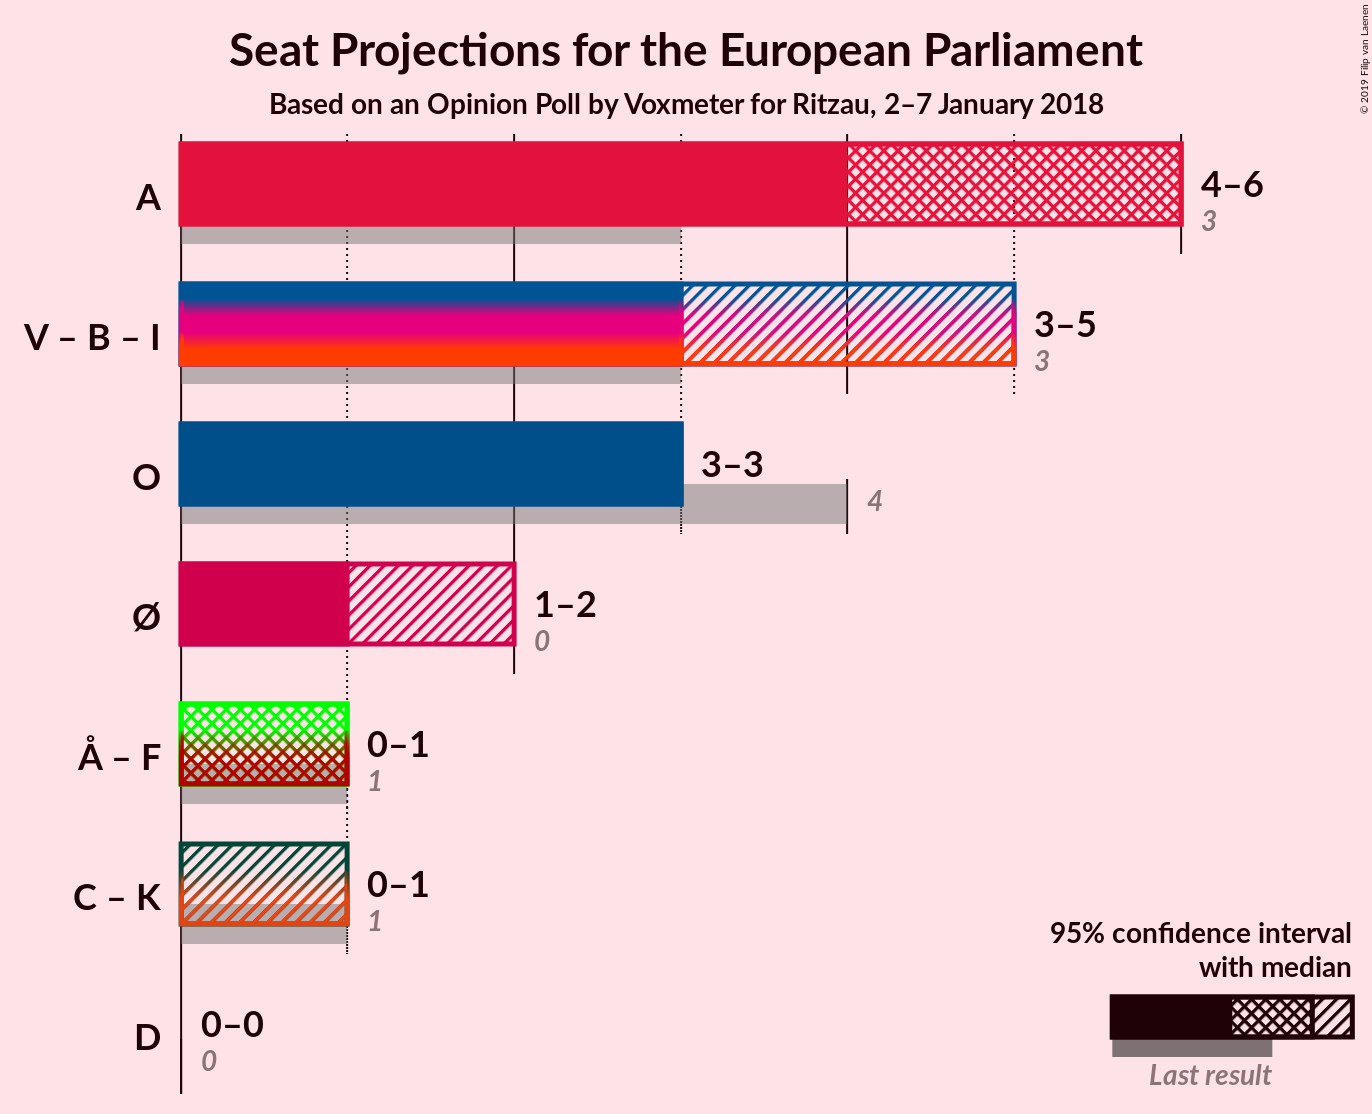 Seat Projections for the European Parliament
Based on an Opinion Poll by Voxmeter for Ritzau, 2–7 January 2018
© 2019 Filip van Laenen
A
4–6
3
V – B – I
3–5
3
O
3–3
4
Ø
1–2
0
Å – F
0–1
1
C – K
0–1
1
D
0–0
0
95% confidence interval
with median
Last result